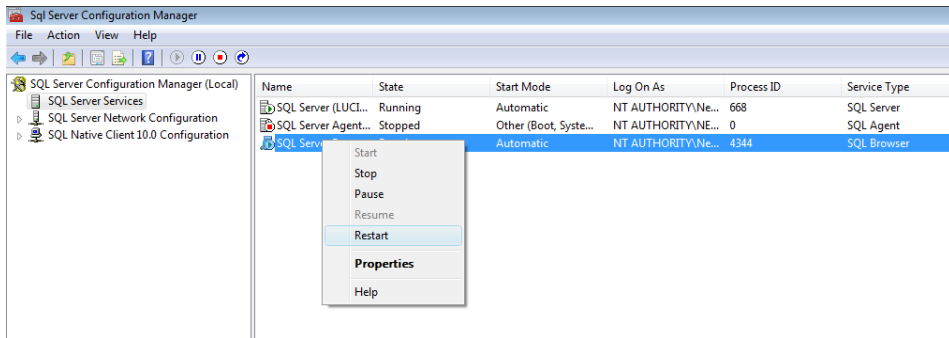 Sql Server Configuration Manager
File Action View Help
SQL Server Configuration Manager (Local)
SQL Server Services
SQL Server Network Configuration
SQL Native Client 10.0 Configuration
Name State Start Mode Log On As Process ID Service Type
SQL Server (LUCI... Running Automatic NT AUTHORITY\Ne... 668 SQL Server
SQL Server Agent... Stopped Other (Boot, Syste... NT AUTHORITY\NE... 0 SQL Agent
SQL Automatic NT AUTHORITY\Ne... 4344 SQL Browser
Start
Stop
Pause
Resume
Restart
Properties
Help